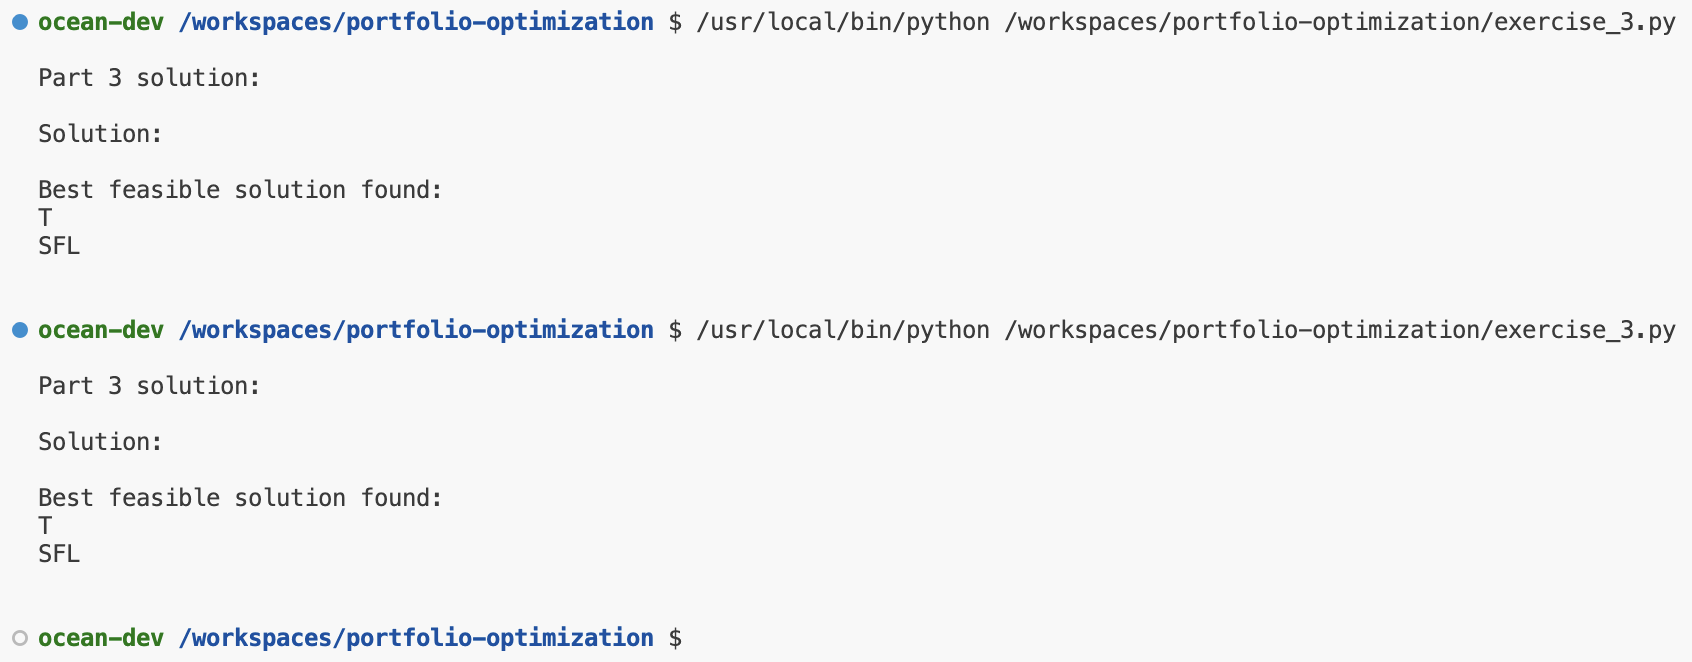 ocean-dev /workspaces/portfolio-optimization $ /usr/local/bin/python /workspaces/portfolio-optimization/exercise_3.py
Part 3 solution:
Solution:
Best feasible solution found:
T
SFL
ocean-dev /workspaces/portfolio-optimization $ /usr/local/bin/python /workspaces/portfolio-optimization/exercise_3.py
Part 3 solution:
Solution:
Best feasible solution found:
T
SFL
ocean-dev /workspaces/portfolio-optimization $